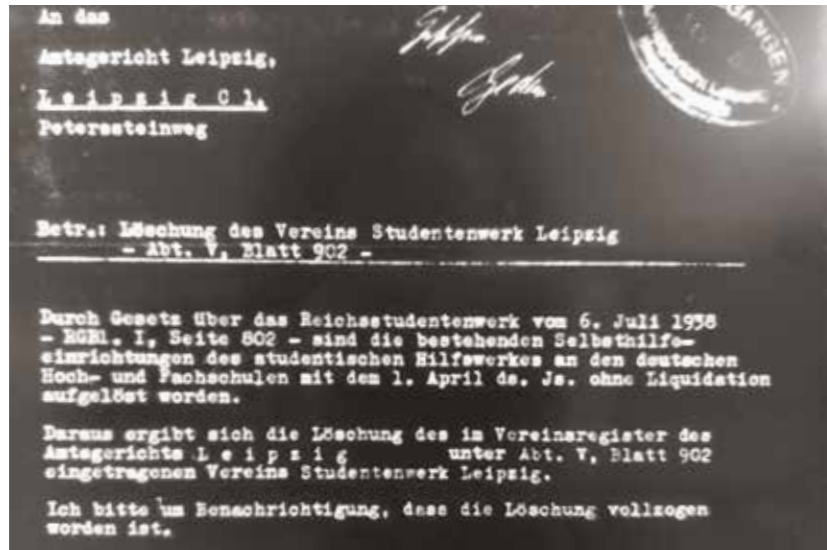 An das
Amtsgericht Leipzig,
Leipzig C 1,
Peterssteinweg
GANGEN
Betr.: Löschung des Vereins Studentenwerk Leipzig
- Abt. V, Blatt 902 -
Durch Gesetz über das Reichsstudentenwerk vom 6. Juli 1938
- RGBl. I, Seite 802 - sind die bestehenden Selbsthilfe-
einrichtungen des studentischen Hilfswerkes an den deutschen
Hoch- und Fachschulen mit dem 1. April ds. Js. ohne Liquidation
aufgelöst worden.
Daraus ergibt sich die Löschung des im Vereinsregister des
Amtsgerichts Leipzig unter Abt. V, Blatt 902
eingetragenen Vereins Studentenwerk Leipzig.
Ich bitte um Benachrichtigung, dass die Löschung vollzogen
worden ist.